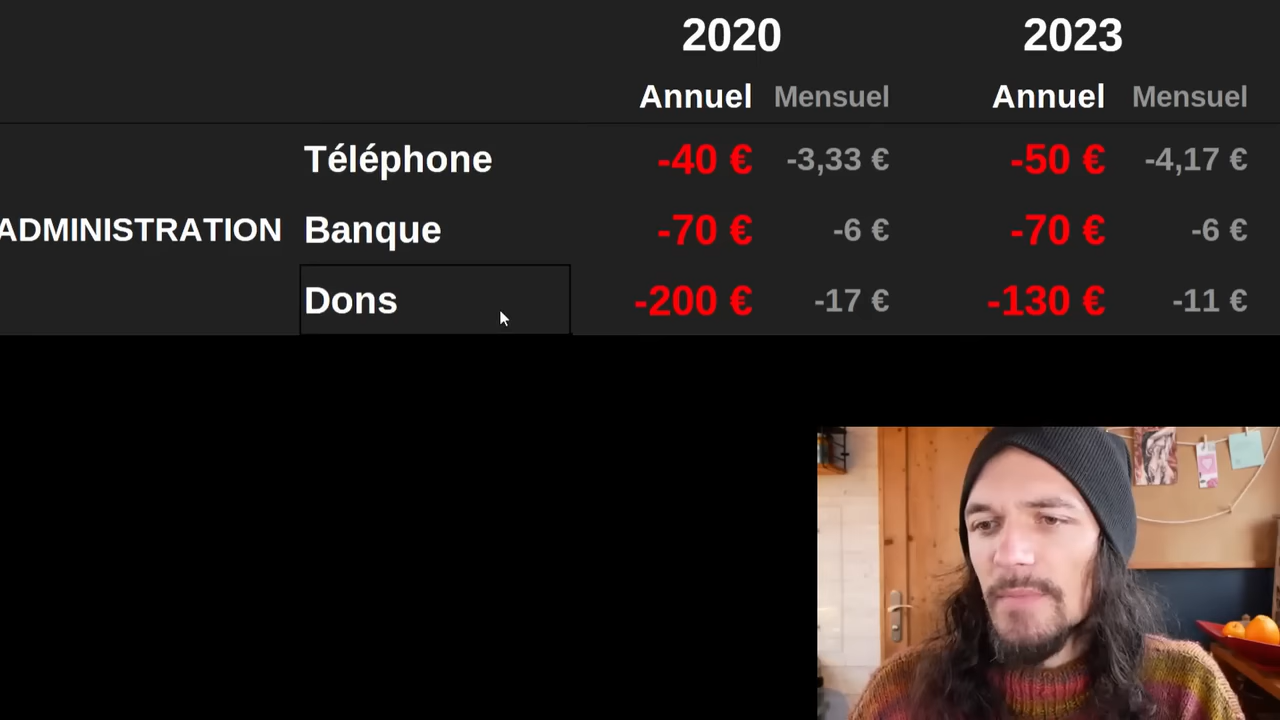 2020 2023
Annuel Mensuel Annuel Mensuel
Téléphone -40 € -3,33 € -50 € -4,17 €
ADMINISTRATION Banque -70 € -6 € -70 € -6 €
Dons -200 € -17 € -130 € -11 €